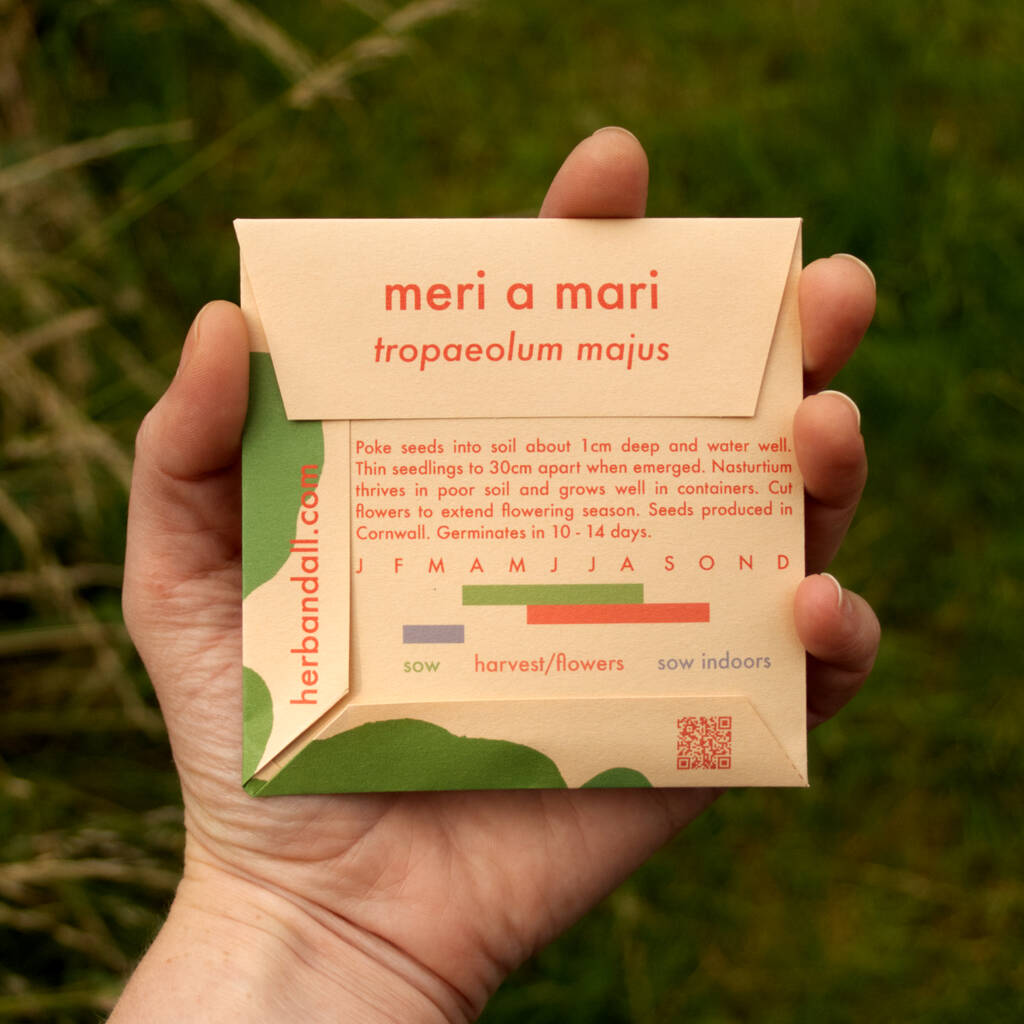 meri a mari
tropaeolum majus
Poke seeds into soil about 1cm deep and water well.
Thin seedlings to 30cm apart when emerged. Nasturtium
thrives in poor soil and grows well in containers. Cut
flowers to extend flowering season. Seeds produced in
Cornwall. Germinates in 10 - 14 days.
J F M A M J J A S O N D
sow harvest/flowers sow indoors
herbandall.com